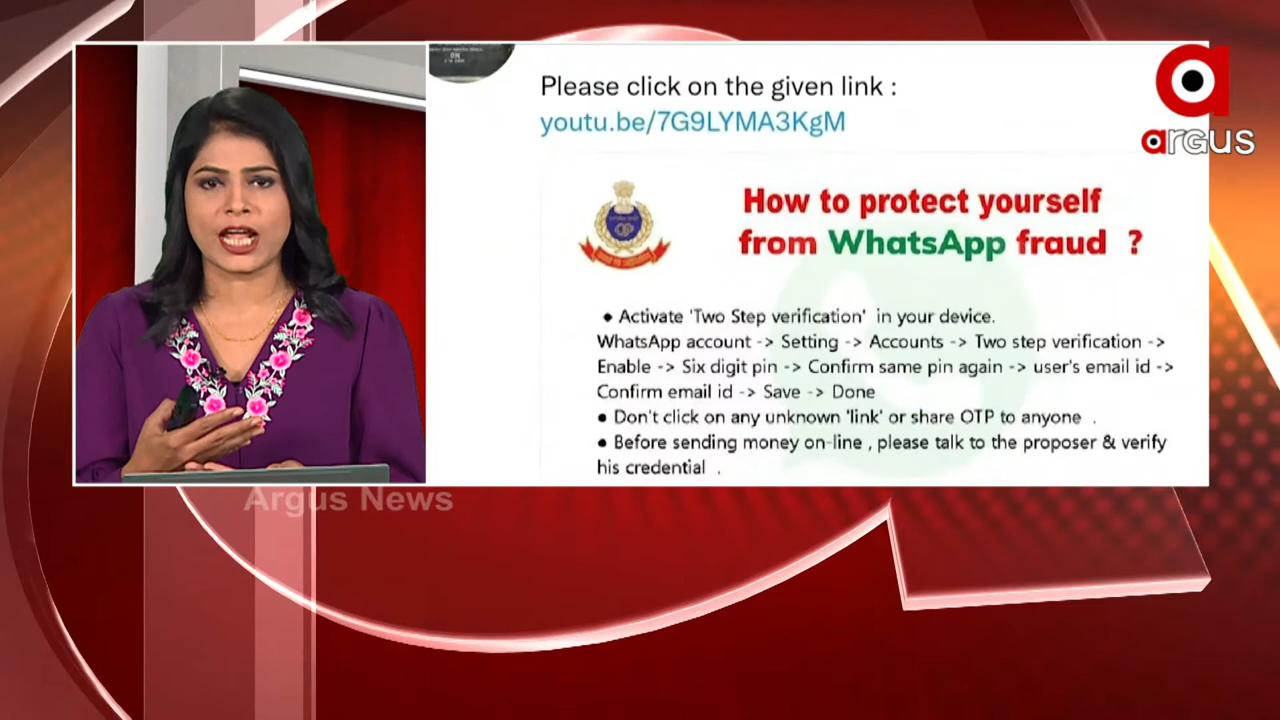 Please click on the given link :
youtu.be/7G9LYMA3KgM
argus
How to protect yourself
from WhatsApp fraud ?
• Activate 'Two Step verification' in your device.
WhatsApp account -> Setting -> Accounts -> Two step verification ->
Enable -> Six digit pin -> Confirm same pin again -> user's email id ->
Confirm email id -> Save -> Done
• Don't click on any unknown 'link' or share OTP to anyone .
• Before sending money on-line , please talk to the proposer & verify
his credential .
Argus News